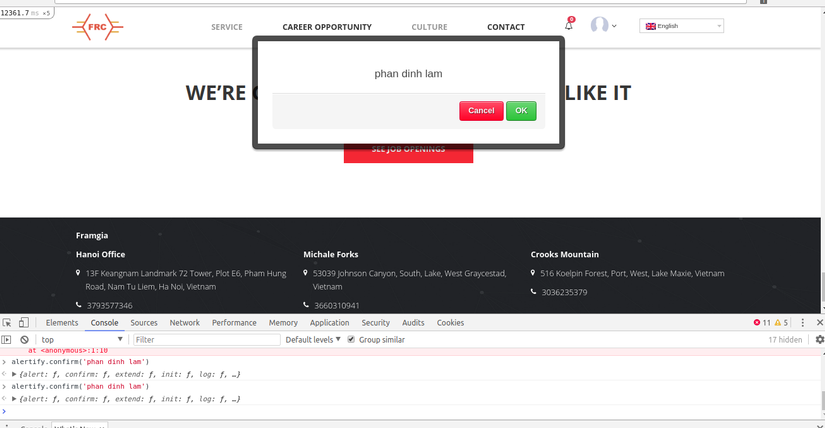 12361.7 ms ×5
FRC
SERVICE
CAREER OPPORTUNITY
CULTURE
CONTACT
0
English
phan dinh lam
Cancel
OK
WE'RE
LIKE IT
SEE JOB OPENINGS
Framgia
Hanoi Office
13F Keangnam Landmark 72 Tower, Plot E6, Pham Hung
Road, Nam Tu Liem, Ha Noi, Vietnam
3793577346
Michale Forks
53039 Johnson Canyon, South, Lake, West Graycestad,
Vietnam
3660310941
Crooks Mountain
516 Koelpin Forest, Port, West, Lake Maxie, Vietnam
3036235379
Elements Console Sources Network Performance Memory Application Security Audits Cookies 11 5
top Filter Default levels Group similar 17 hidden
at <anonymous>:1:10
alertify.confirm('phan dinh lam')
{alert: ƒ, confirm: ƒ, extend: ƒ, init: ƒ, log: ƒ, …}
alertify.confirm('phan dinh lam')
{alert: ƒ, confirm: ƒ, extend: ƒ, init: ƒ, log: ƒ, …}